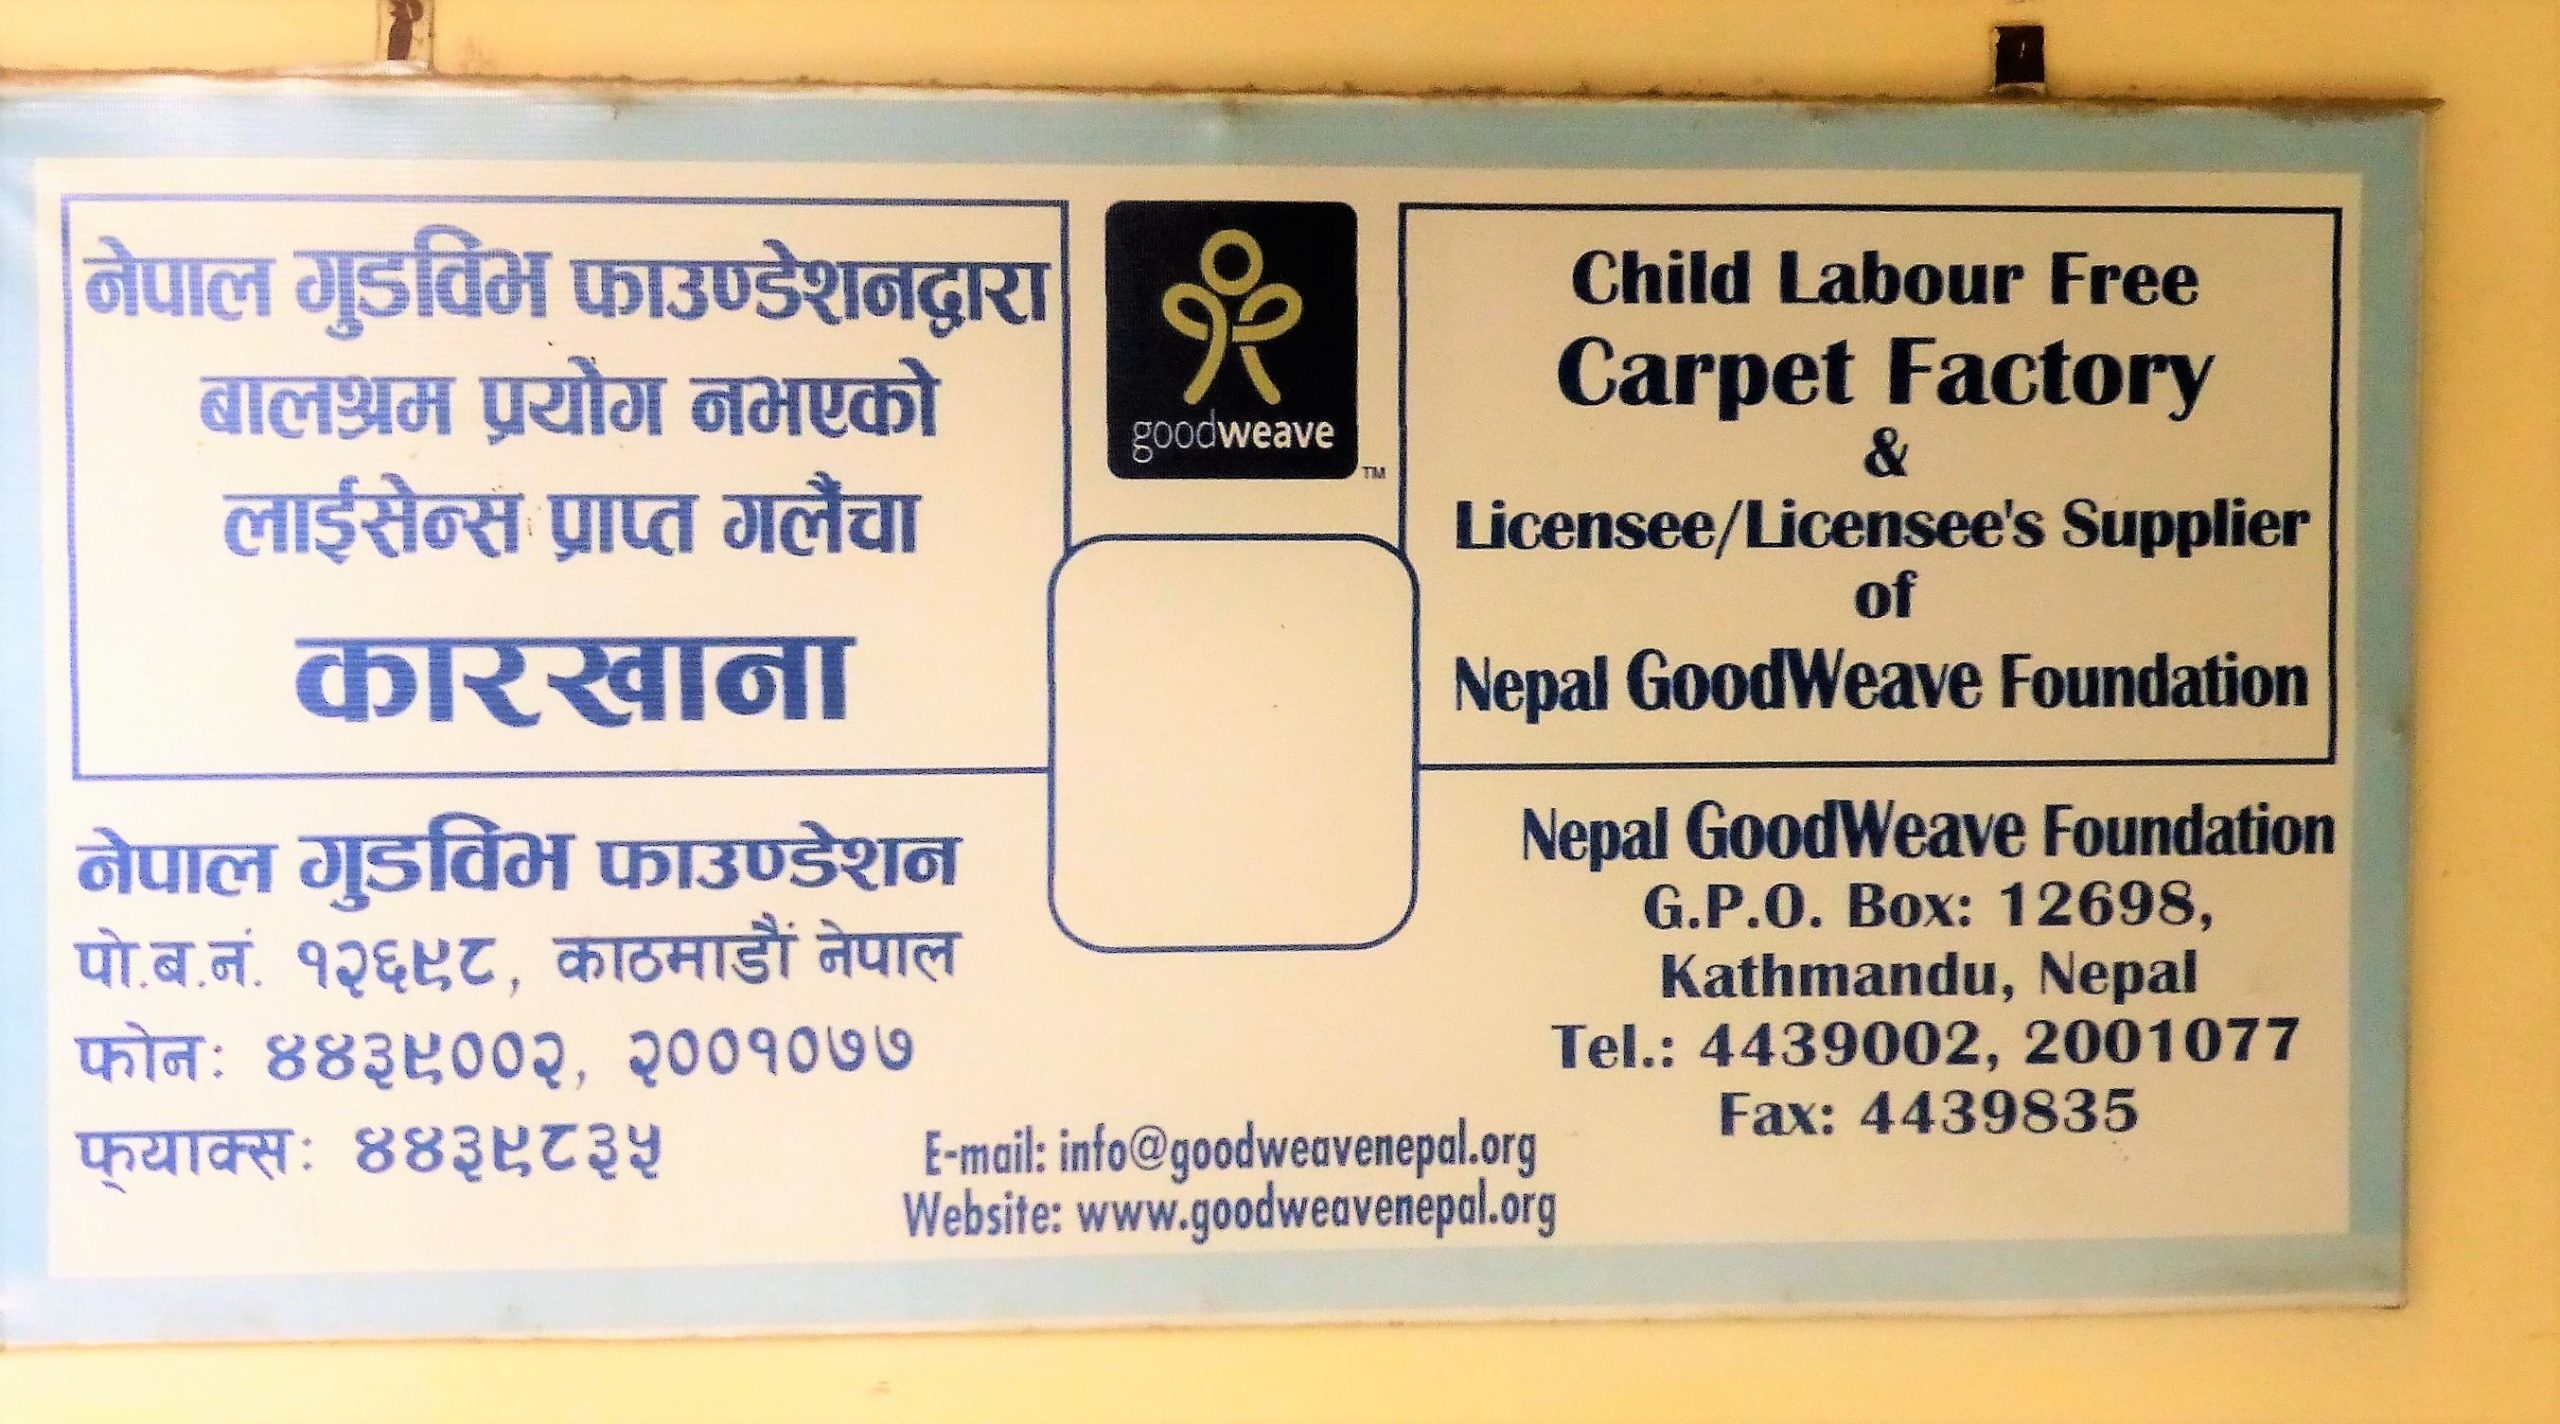 नेपाल गुडविभ फाउण्डेशनद्वारा
बालश्रम प्रयोग नभएको
लाईसेन्स प्राप्त गलैंचा
कारखाना
goodweave
TM
Child Labour Free
Carpet Factory
&
Licensee/Licensee's Supplier
of
Nepal GoodWeave Foundation
नेपाल गुडविभ फाउण्डेशन
पो.ब.नं. १२६९८, काठमाडौं नेपाल
फोन: ४४३९००२, २००१०७७
फ्याक्स: ४४३९८३५
Nepal GoodWeave Foundation
G.P.O. Box: 12698,
Kathmandu, Nepal
Tel.: 4439002, 2001077
Fax: 4439835
E-mail: info@goodweavenepal.org
Website: www.goodweavenepal.org